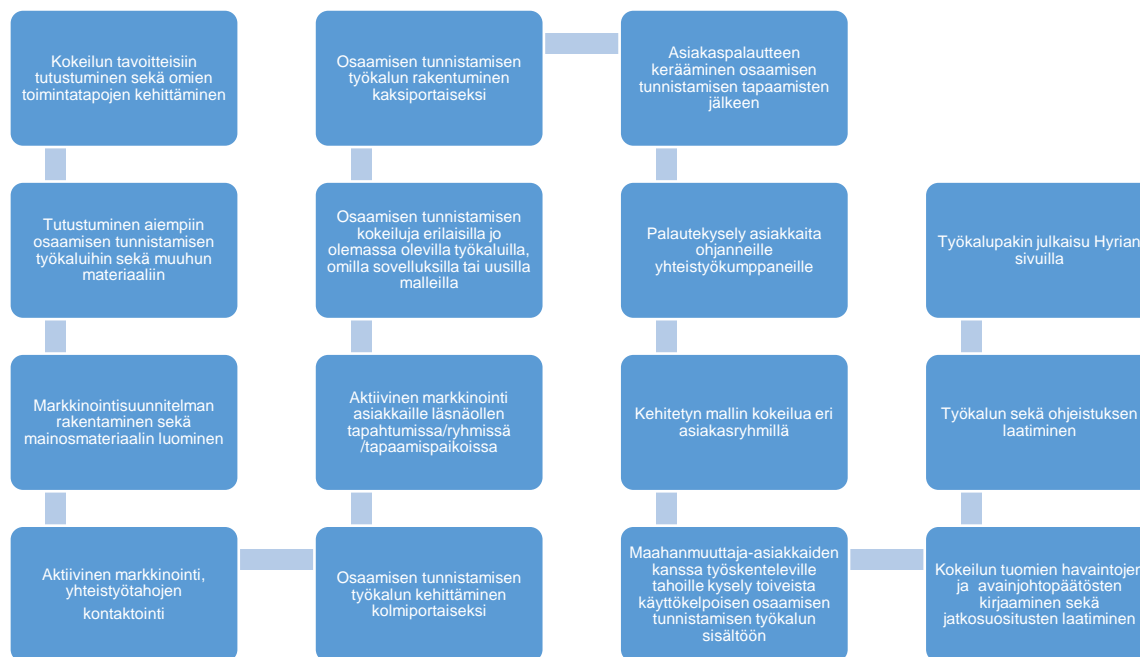 Kokeilun tavoitteisiin
tutustuminen sekä omien
toimintatapojen kehittäminen
Tutustuminen aiempiin
osaamisen tunnistamisen
työkaluihin sekä muuhun
materiaaliin
Markkinointisuunnitelman
rakentaminen sekä
mainosmateriaalin luominen
Aktiivinen markkinointi,
yhteistyötahojen
kontaktointi
Osaamisen tunnistamisen
työkalun kehittäminen
kolmiportaiseksi
Aktiivinen markkinointi
asiakkaille läsnäollen
tapahtumissa/ryhmissä
/tapaamispaikoissa
Osaamisen tunnistamisen
kokeiluja erilaisilla jo
olemassa olevilla työkaluilla,
omilla sovelluksilla tai uusilla
malleilla
Osaamisen tunnistamisen
työkalun rakentuminen
kaksiportaiseksi
Asiakaspalautteen
kerääminen osaamisen
tunnistamisen tapaamisten
jälkeen
Palautekysely asiakkaita
ohjanneille
yhteistyökumppaneille
Kehitetyn mallin kokeilua eri
asiakasryhmillä
Maahanmuuttaja-asiakkaiden
kanssa työskenteleville
tahoille kysely toiveista
käyttökelpoisen osaamisen
tunnistamisen työkalun
sisältöön
Kokeilun tuomien havaintojen
ja avainjohtopäätösten
kirjaaminen sekä
jatkosuositusten laatiminen
Työkalun sekä ohjeistuksen
laatiminen
Työkalupakin julkaisu Hyrian
sivuilla